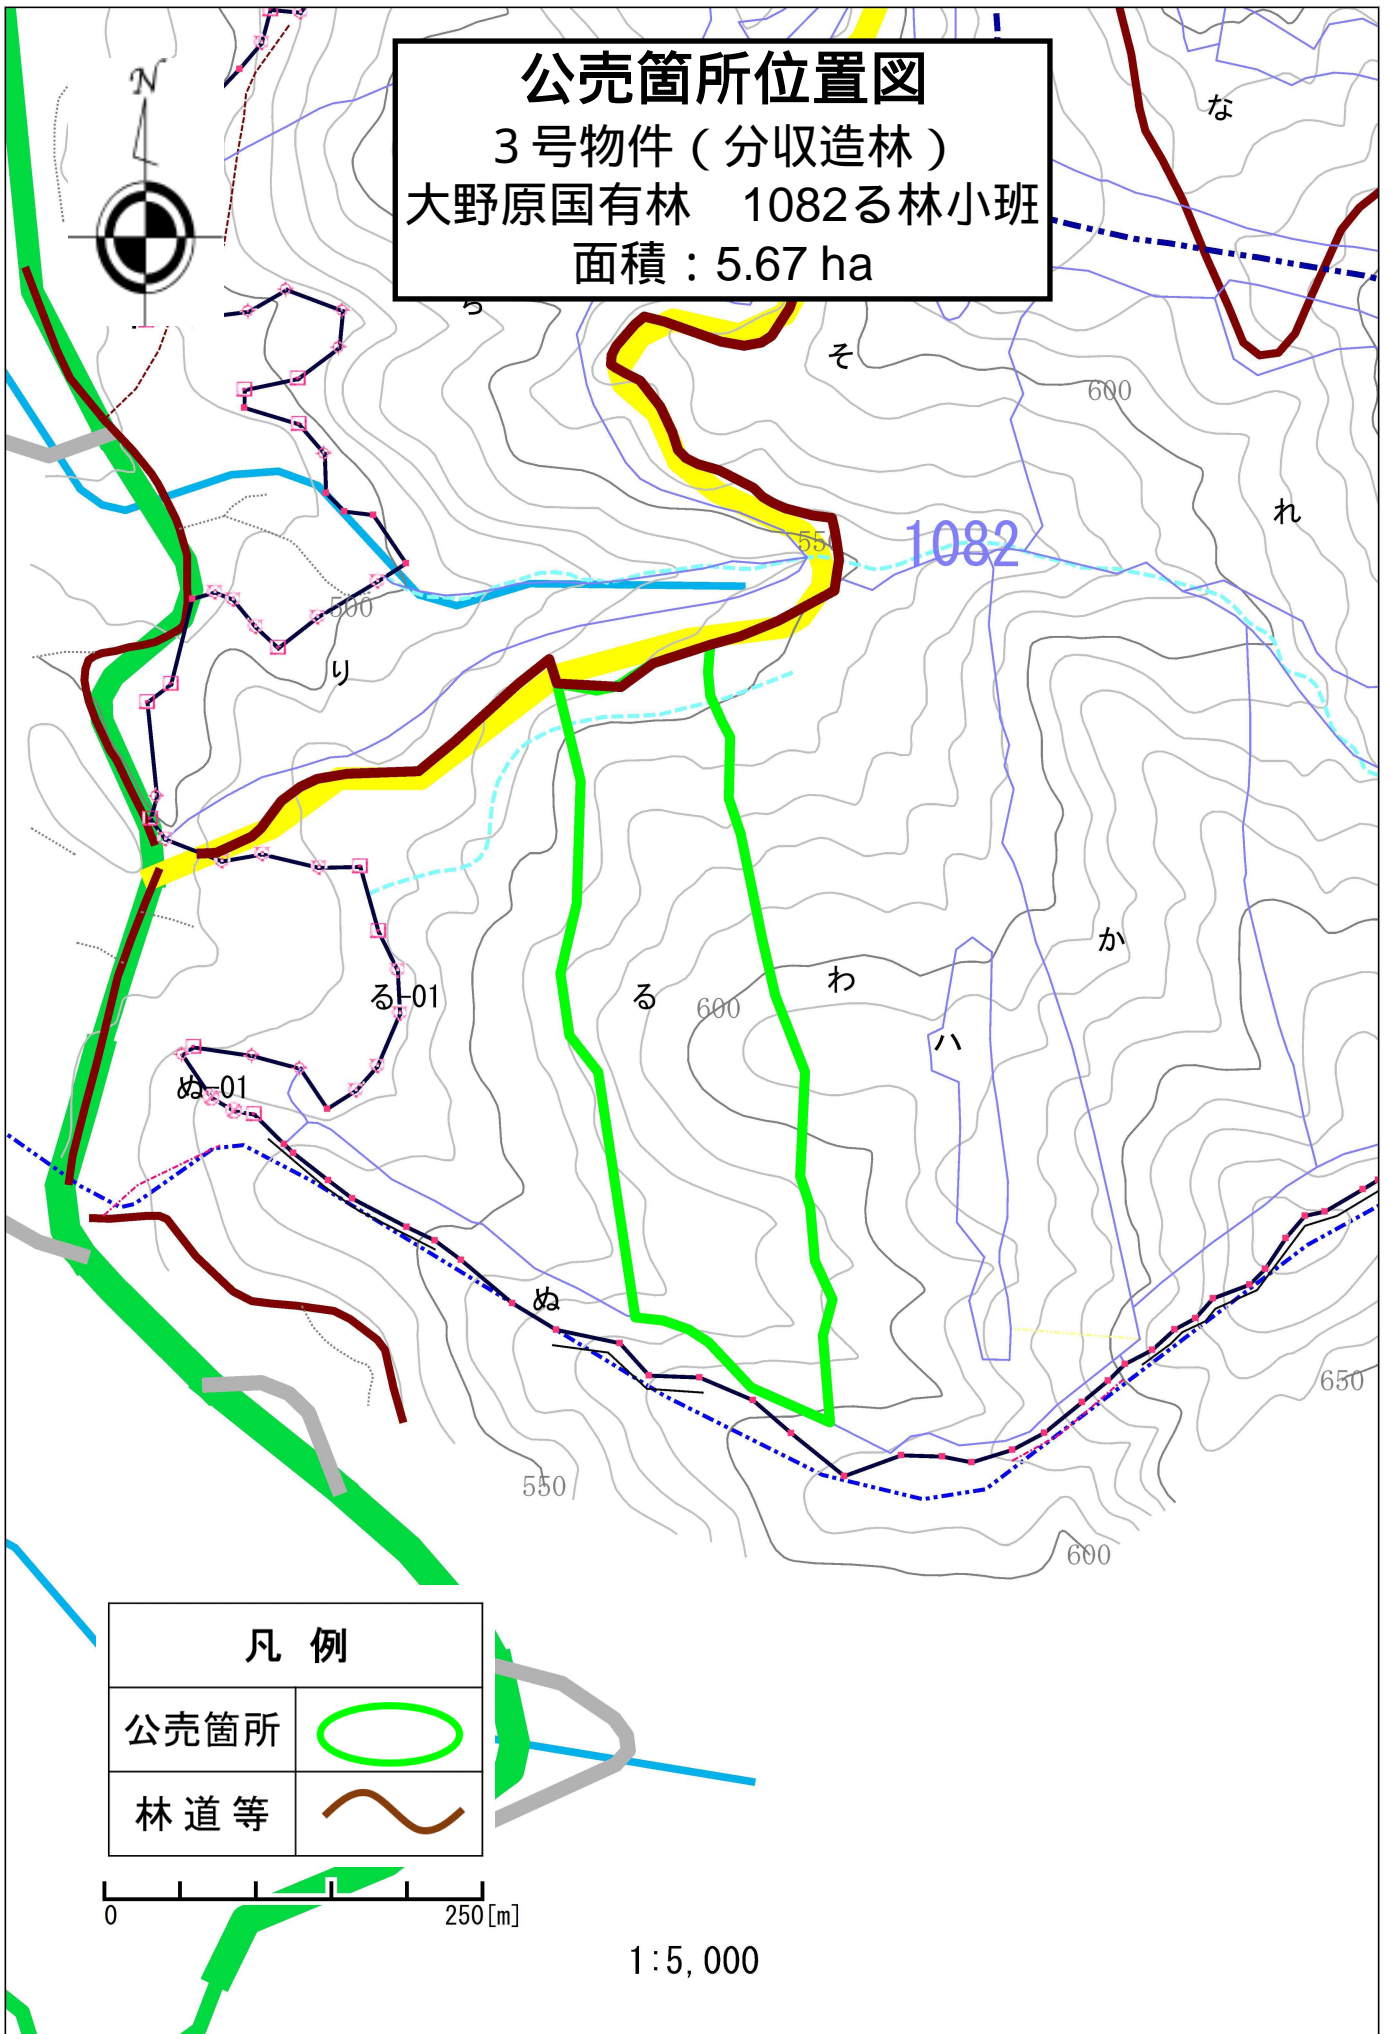 N
公売箇所位置図
３号物件（分収造林）
大野原国有林　1082る林小班
面積：5.67 ha
な
ら
そ
600
れ
550
1082
500
り
か
わ
る
600
る-01
ハ
ぬ-01
ぬ
650
550
600
凡 例
公売箇所
林 道 等
0 250[m]
1:5,000